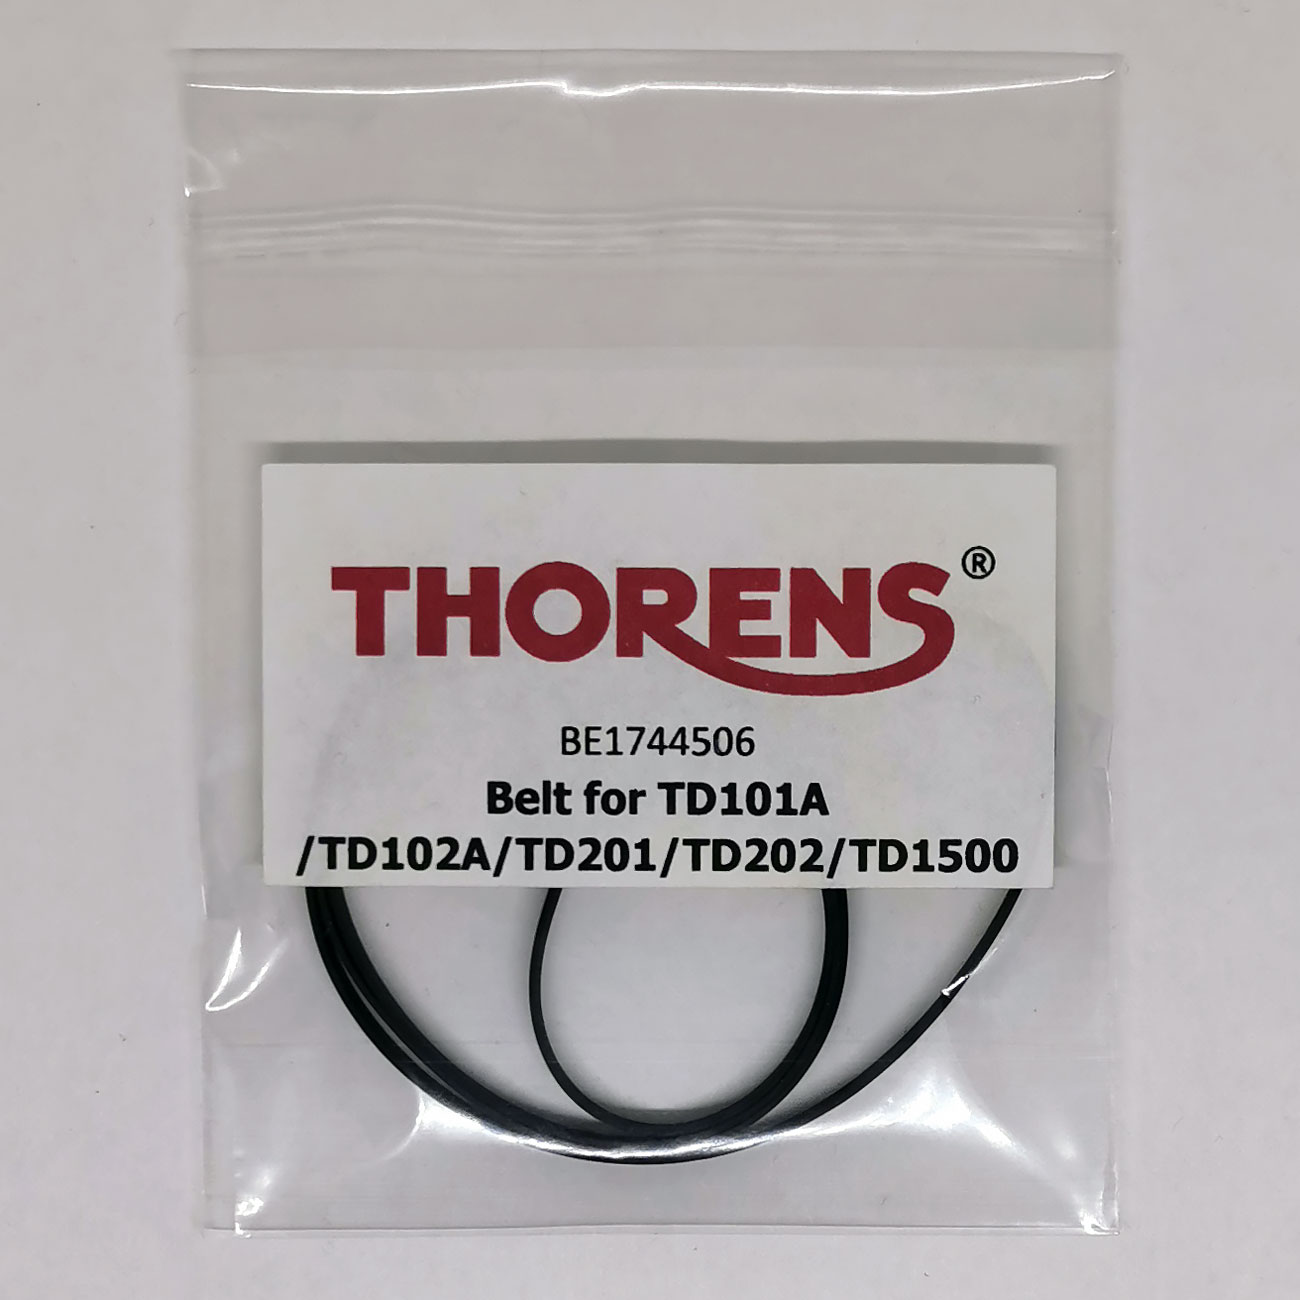 THORENS®
BE1744506
Belt for TD101A
/TD102A/TD201/TD202/TD1500